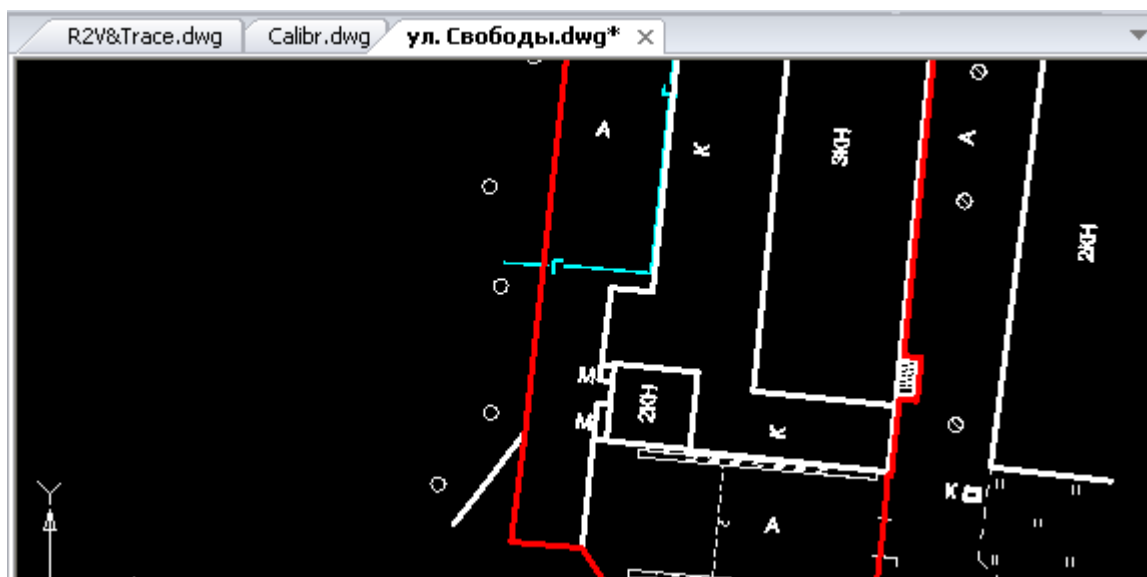 R2V&Trace.dwg Calibr.dwg ул. Свободы.dwg*
А К 3КН А
2КН
М
2КН
М К
К
А
Y